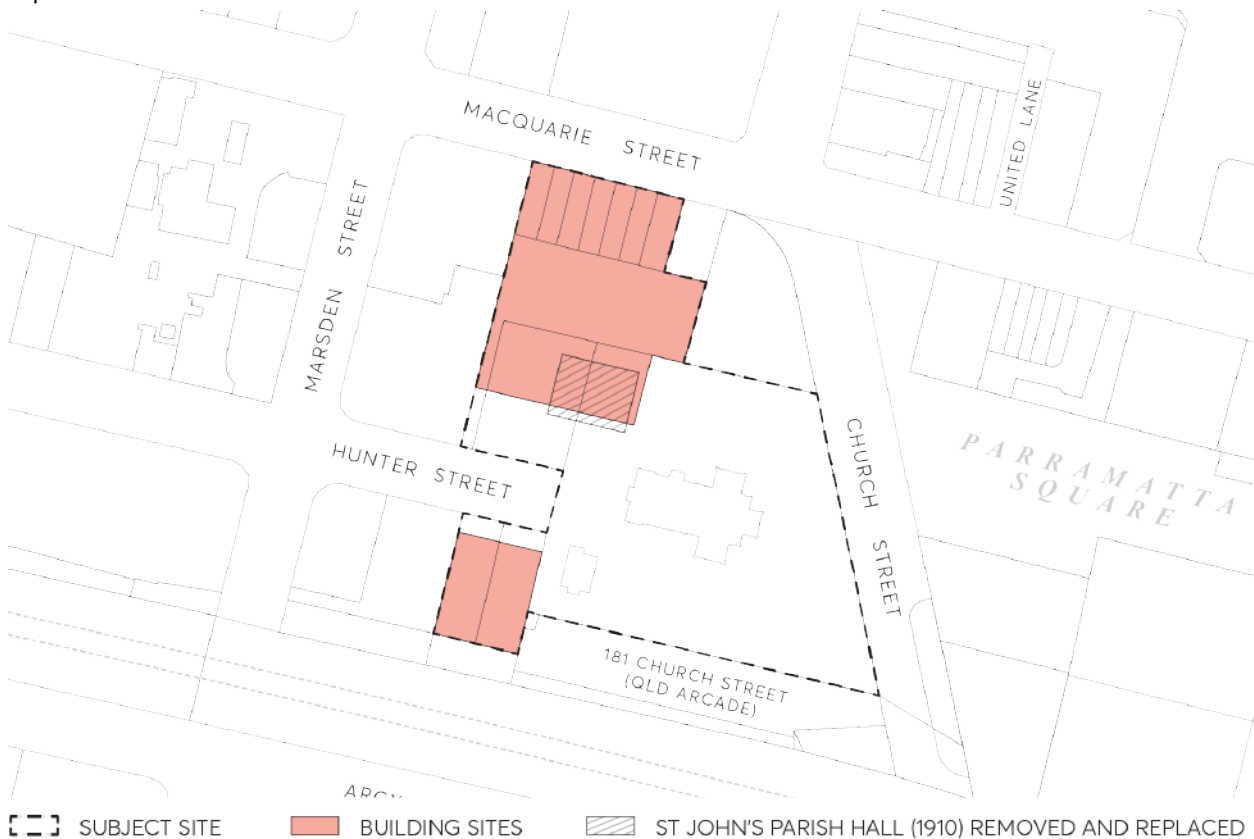 MACQUARIE STREET
UNITED LANE
MARSDEN STREET
HUNTER STREET
CHURCH STREET
PARRAMATTA
SQUARE
181 CHURCH STREET
(QLD ARCADE)
SUBJECT SITE
BUILDING SITES
ST JOHN'S PARISH HALL (1910) REMOVED AND REPLACED